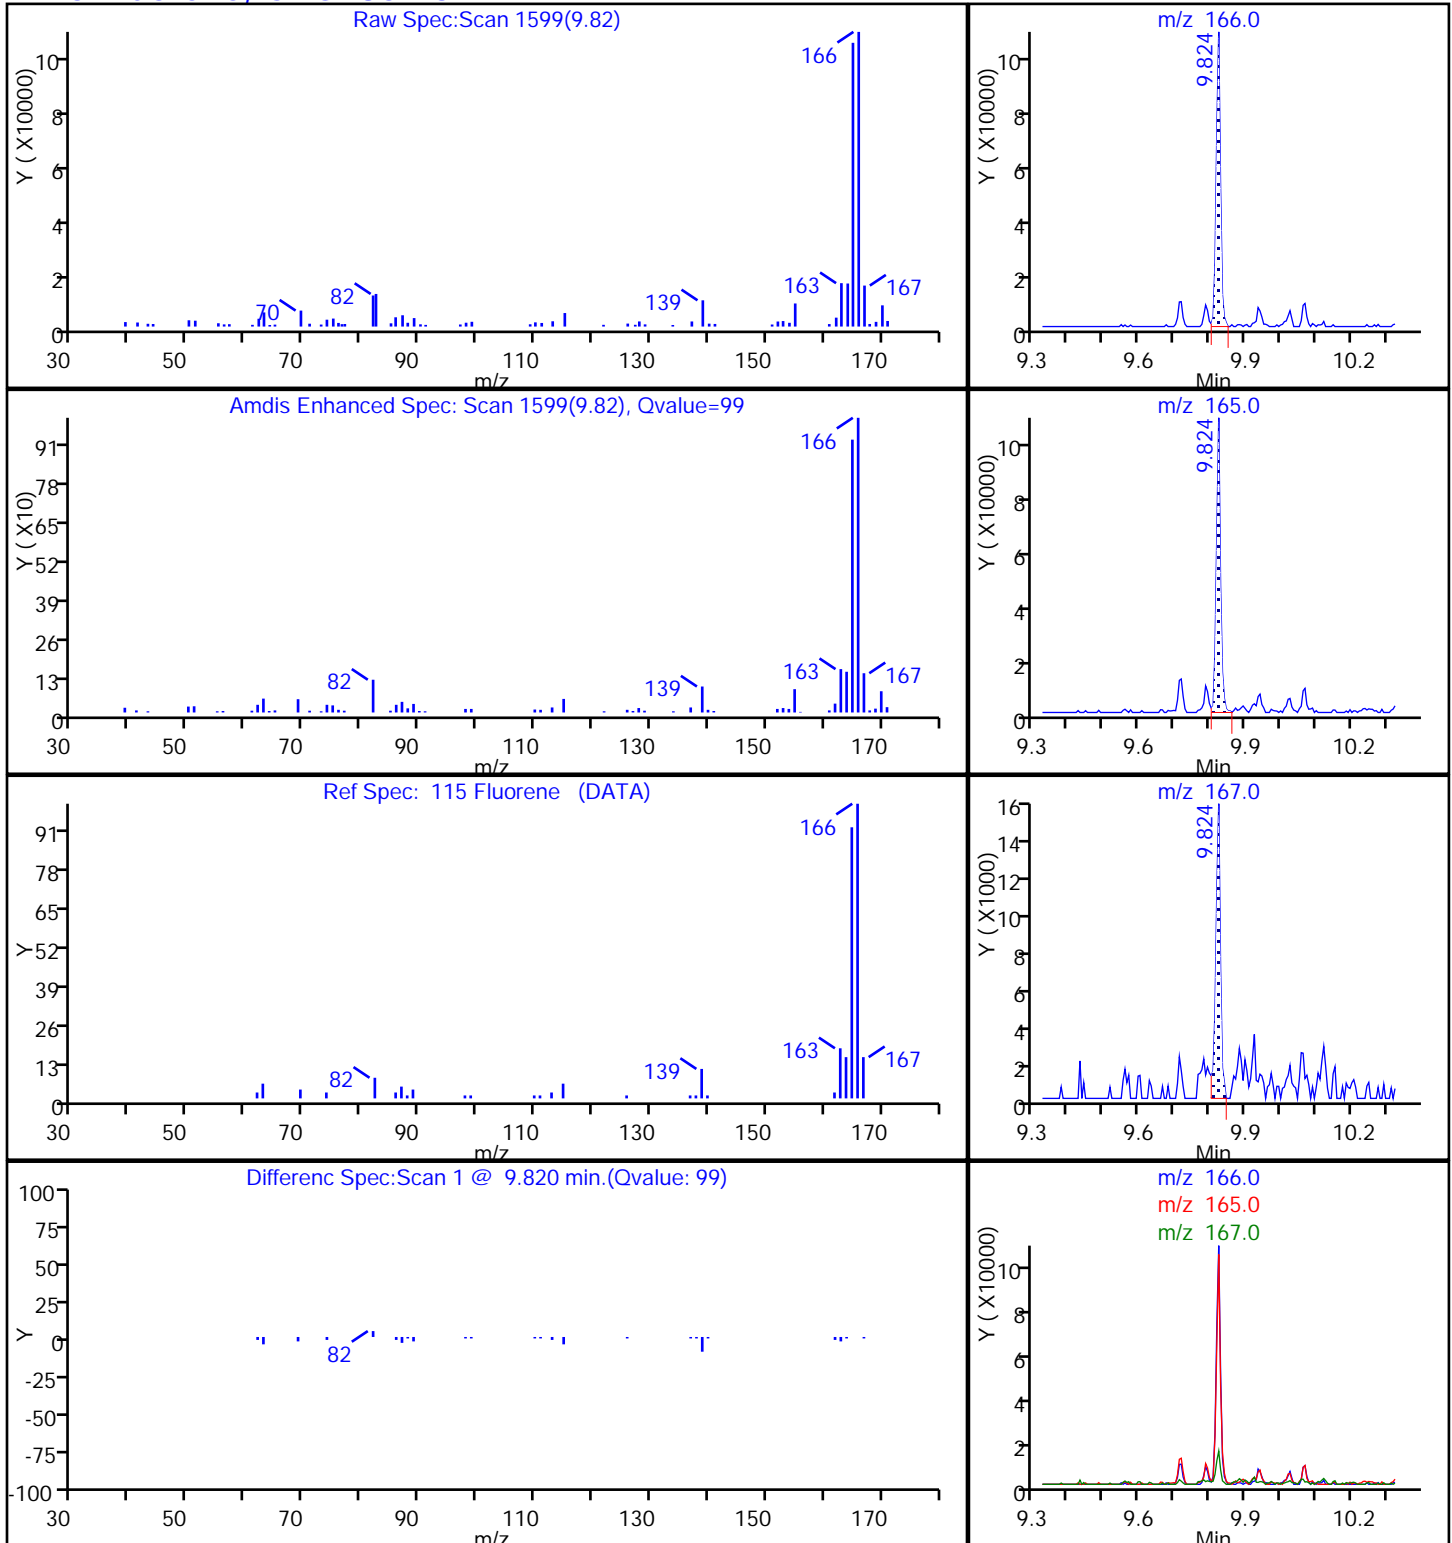 Raw Spec:Scan 1599(9.82)
Y ( X10000)
10
8
6
4
2
0
166
163
167
139
82
70
30 50 70 90 110 130 150 170
m/z
m/z 166.0
Y ( X10000)
10
8
6
4
2
0
9.824
9.3 9.6 9.9 10.2
Min
Amdis Enhanced Spec: Scan 1599(9.82), Qvalue=99
Y ( X10)
91
78
65
52
39
26
13
0
166
163
167
139
82
30 50 70 90 110 130 150 170
m/z
m/z 165.0
Y ( X10000)
10
8
6
4
2
0
9.824
9.3 9.6 9.9 10.2
Min
Ref Spec: 115 Fluorene (DATA)
Y
91
78
65
52
39
26
13
0
166
163
167
139
82
30 50 70 90 110 130 150 170
m/z
m/z 167.0
Y ( X1000)
16
14
12
10
8
6
4
2
0
9.824
9.3 9.6 9.9 10.2
Min
Differenc Spec:Scan 1 @ 9.820 min.(Qvalue: 99)
Y
100
75
50
25
0
-25
-50
-75
-100
82
30 50 70 90 110 130 150 170
m/z
m/z 166.0
m/z 165.0
m/z 167.0
Y ( X10000)
10
8
6
4
2
0
9.3 9.6 9.9 10.2
Min